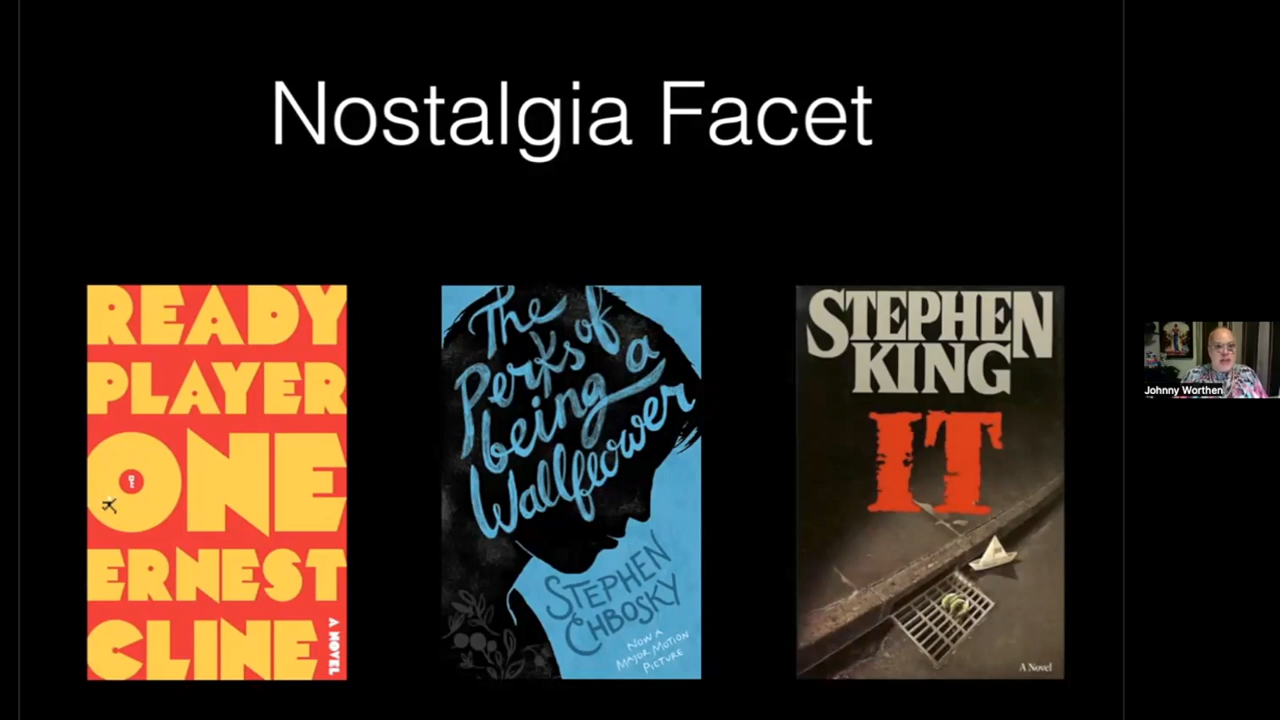 Nostalgia Facet
READY
PLAYER
ONE
ERNEST
CLINE
A NOVEL
The
Perks of
being a
Wallflower
STEPHEN
CHBOSKY
NOW A
MAJOR MOTION
PICTURE
STEPHEN
KING
IT
A Novel
Johnny Worthen